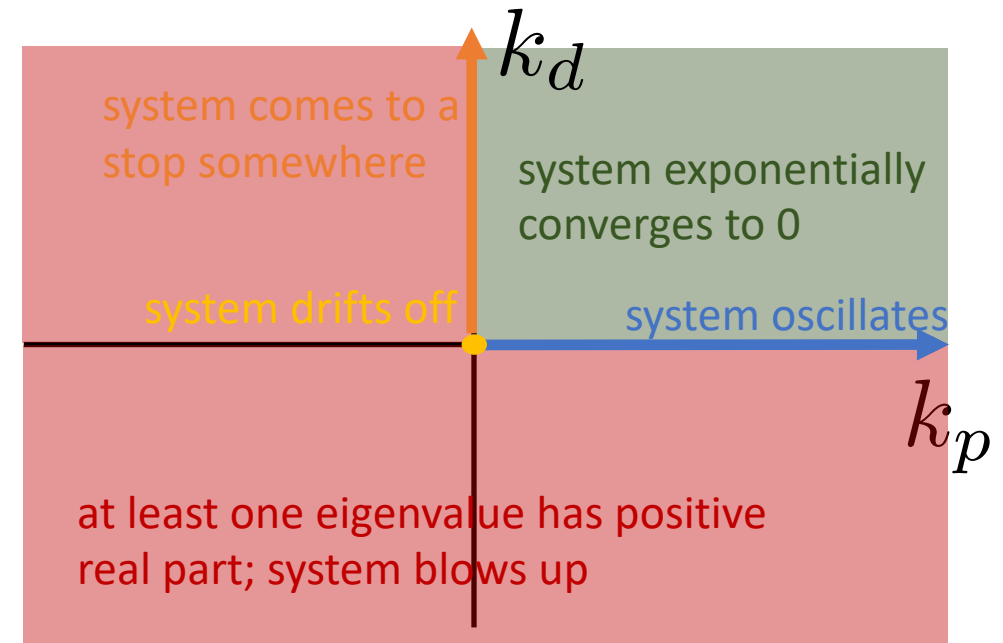 k_d
system comes to a
stop somewhere
system exponentially
converges to 0
system drifts off
system oscillates
k_p
at least one eigenvalue has positive
real part; system blows up